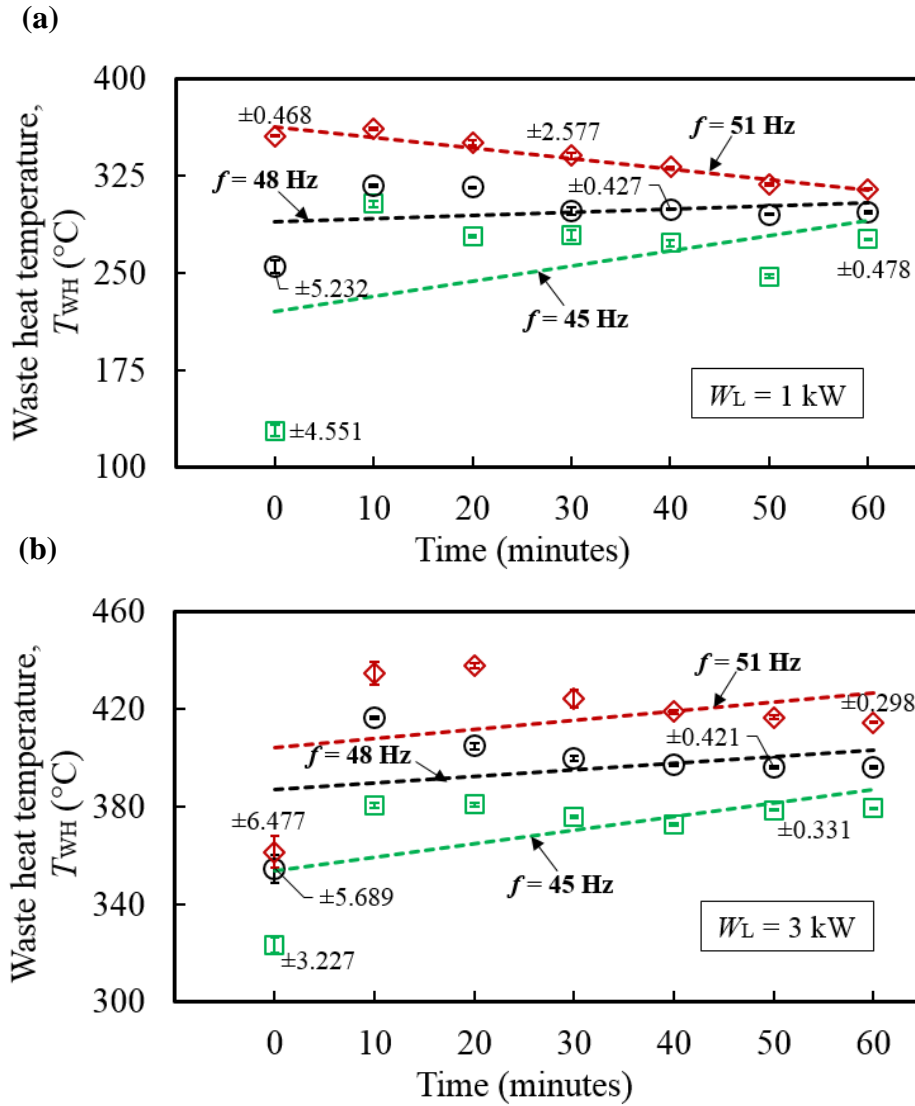 (a)
Waste heat temperature,
TWH (°C)
400
325
250
175
100
±0.468
±2.577
f = 51 Hz
f = 48 Hz
±0.427
±5.232
f = 45 Hz
±0.478
±4.551
WL = 1 kW
0 10 20 30 40 50 60
Time (minutes)
(b)
Waste heat temperature,
TWH (°C)
460
420
380
340
300
f = 51 Hz
±0.298
f = 48 Hz
±0.421
±6.477
±0.331
±5.689
f = 45 Hz
±3.227
WL = 3 kW
0 10 20 30 40 50 60
Time (minutes)